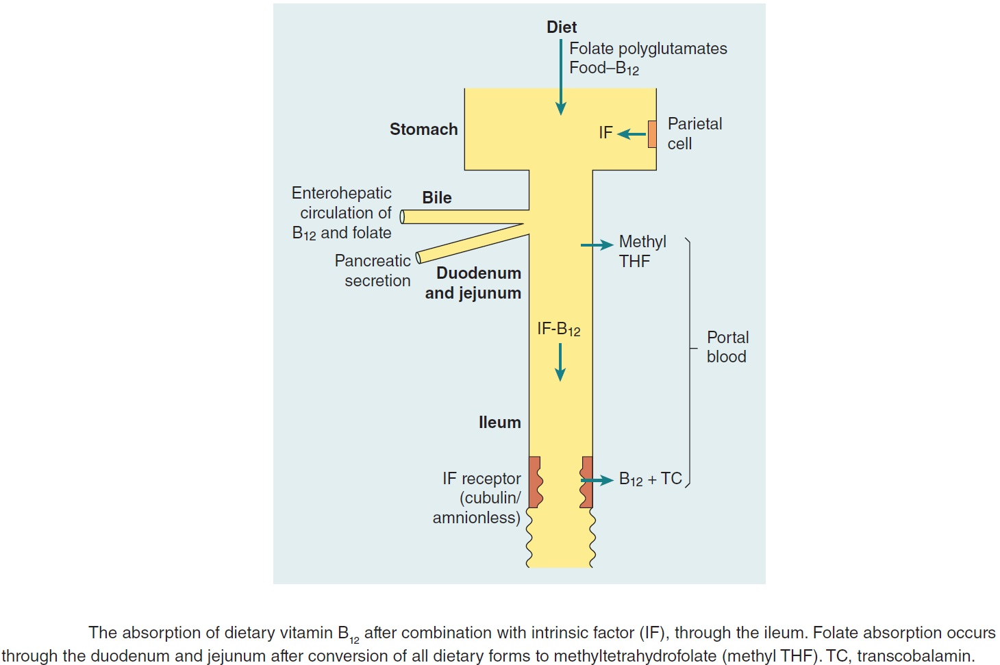 Diet
Folate polyglutamates
Food–B12
Stomach
IF
Parietal
cell
Enterohepatic
circulation of
B12 and folate
Bile
Pancreatic
secretion
Duodenum
and jejunum
Methyl
THF
IF-B12
Portal
blood
Ileum
IF receptor
(cubulin/
amnionless)
B12 + TC
The absorption of dietary vitamin B12 after combination with intrinsic factor (IF), through the ileum. Folate absorption occurs
through the duodenum and jejunum after conversion of all dietary forms to methyltetrahydrofolate (methyl THF). TC, transcobalamin.